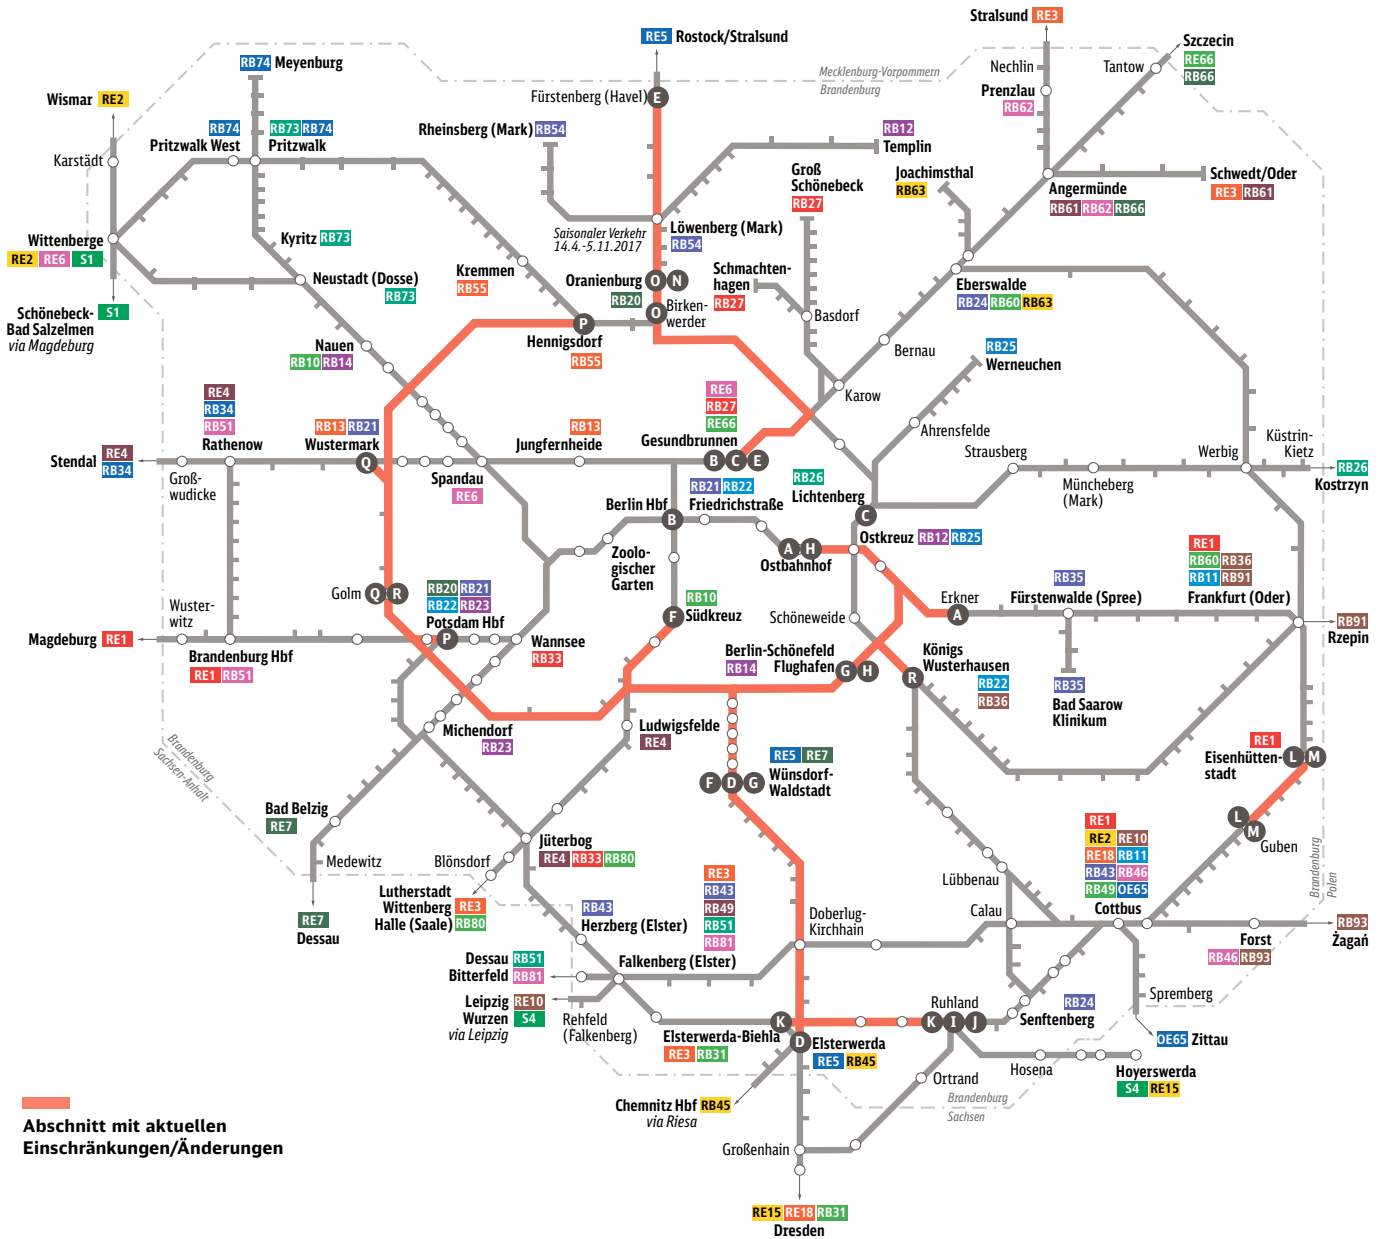 Stralsund RE3
RE5 Rostock/Stralsund
Szczecin
RE66
RB66
RB74 Meyenburg
Nechlin
Tantow
Mecklenburg-Vorpommern
Brandenburg
Wismar RE2
Fürstenberg (Havel) E
Prenzlau
RB62
RB74
Pritzwalk West
RB73 RB74
Pritzwalk
Rheinsberg (Mark) RB54
RB12
Templin
Karstädt
Groß
Schönebeck
RB27
Joachimsthal
RB63
Angermünde
RB61 RB62 RB66
Schwedt/Oder
RE3 RB61
Wittenberge
RE2 RE6 S1
Kyritz RB73
Saisonaler Verkehr
14.4.-5.11.2017
Löwenberg (Mark)
RB54
Neustadt (Dosse)
RB73
Kremmen
RB55
Oranienburg O N
RB20
Schmachten-
hagen
RB27
Eberswalde
RB24 RB60 RB63
Schönebeck-
Bad Salzelmen
via Magdeburg
S1
O Birken-
werder
Basdorf
P
Hennigsdorf
RB55
Nauen
RB10 RB14
Bernau
RB25
Werneuchen
Karow
RE4
RB34
RB51
Rathenow
RB13 RB21
Wustermark
Q
RB13
Jungfernheide
RE6
RB27
RE66
Gesundbrunnen
B C E
Ahrensfelde
Strausberg
Werbig
Küstrin-
Kietz
RB26
Kostrzyn
Stendal RE4
RB34
Groß-
wudicke
Spandau
RE6
RB21 RB22
Friedrichstraße
RB26
Lichtenberg
C
Müncheberg
(Mark)
Berlin Hbf B
Zoolo-
gischer
Garten
A H
Ostbahnhof
Ostkreuz RB12 RB25
RE1
RB60 RB36
RB11 RB91
Frankfurt (Oder)
RB35
Fürstenwalde (Spree)
Golm Q R
RB20 RB21
RB22 RB23
Potsdam Hbf
P
RB10
Südkreuz
F
Schöneweide
Erkner
A
Wuster-
witz
Magdeburg RE1
Brandenburg Hbf
RE1 RB51
Wannsee
RB33
Berlin-Schönefeld
Flughafen
RB14
G H
Königs
Wusterhausen
RB22
RB36
R
RB91
Rzepin
RB35
Bad Saarow
Klinikum
Michendorf
RB23
Ludwigsfelde
RE4
Brandenburg
Sachsen-Anhalt
RE5 RE7
Wünsdorf-
Waldstadt
F D G
RE1
Eisenhütten-
stadt
L M
Bad Belzig
RE7
L
M
Guben
Medewitz
Blönsdorf
Jüterbog
RE4 RB33 RB80
RE1
RE2 RE10
RE18 RB11
RB43 RB46
RB49 OE65
Cottbus
Lübbenau
Brandenburg
Polen
Lutherstadt
Wittenberg RE3
Halle (Saale) RB80
RE3
RB43
RB49
RB51
RB81
Doberlug-
Kirchhain
Calau
RE7
Dessau
RB43
Herzberg (Elster)
Forst
RB46 RB93
RB93
Żagań
Dessau RB51
Bitterfeld RB81
Falkenberg (Elster)
Leipzig RE10
Wurzen S4
via Leipzig
Rehfeld
(Falkenberg)
Ruhland
K I J
RB24
Senftenberg
Spremberg
K
Elsterwerda-Biehla
RE3 RB31
D
Elsterwerda
RE5 RB45
OE65 Zittau
Hosena
Hoyerswerda
S4 RE15
Ortrand
Brandenburg
Sachsen
Chemnitz Hbf RB45
via Riesa
Großenhain
Abschnitt mit aktuellen
Einschränkungen/Änderungen
RE15 RE18 RB31
Dresden